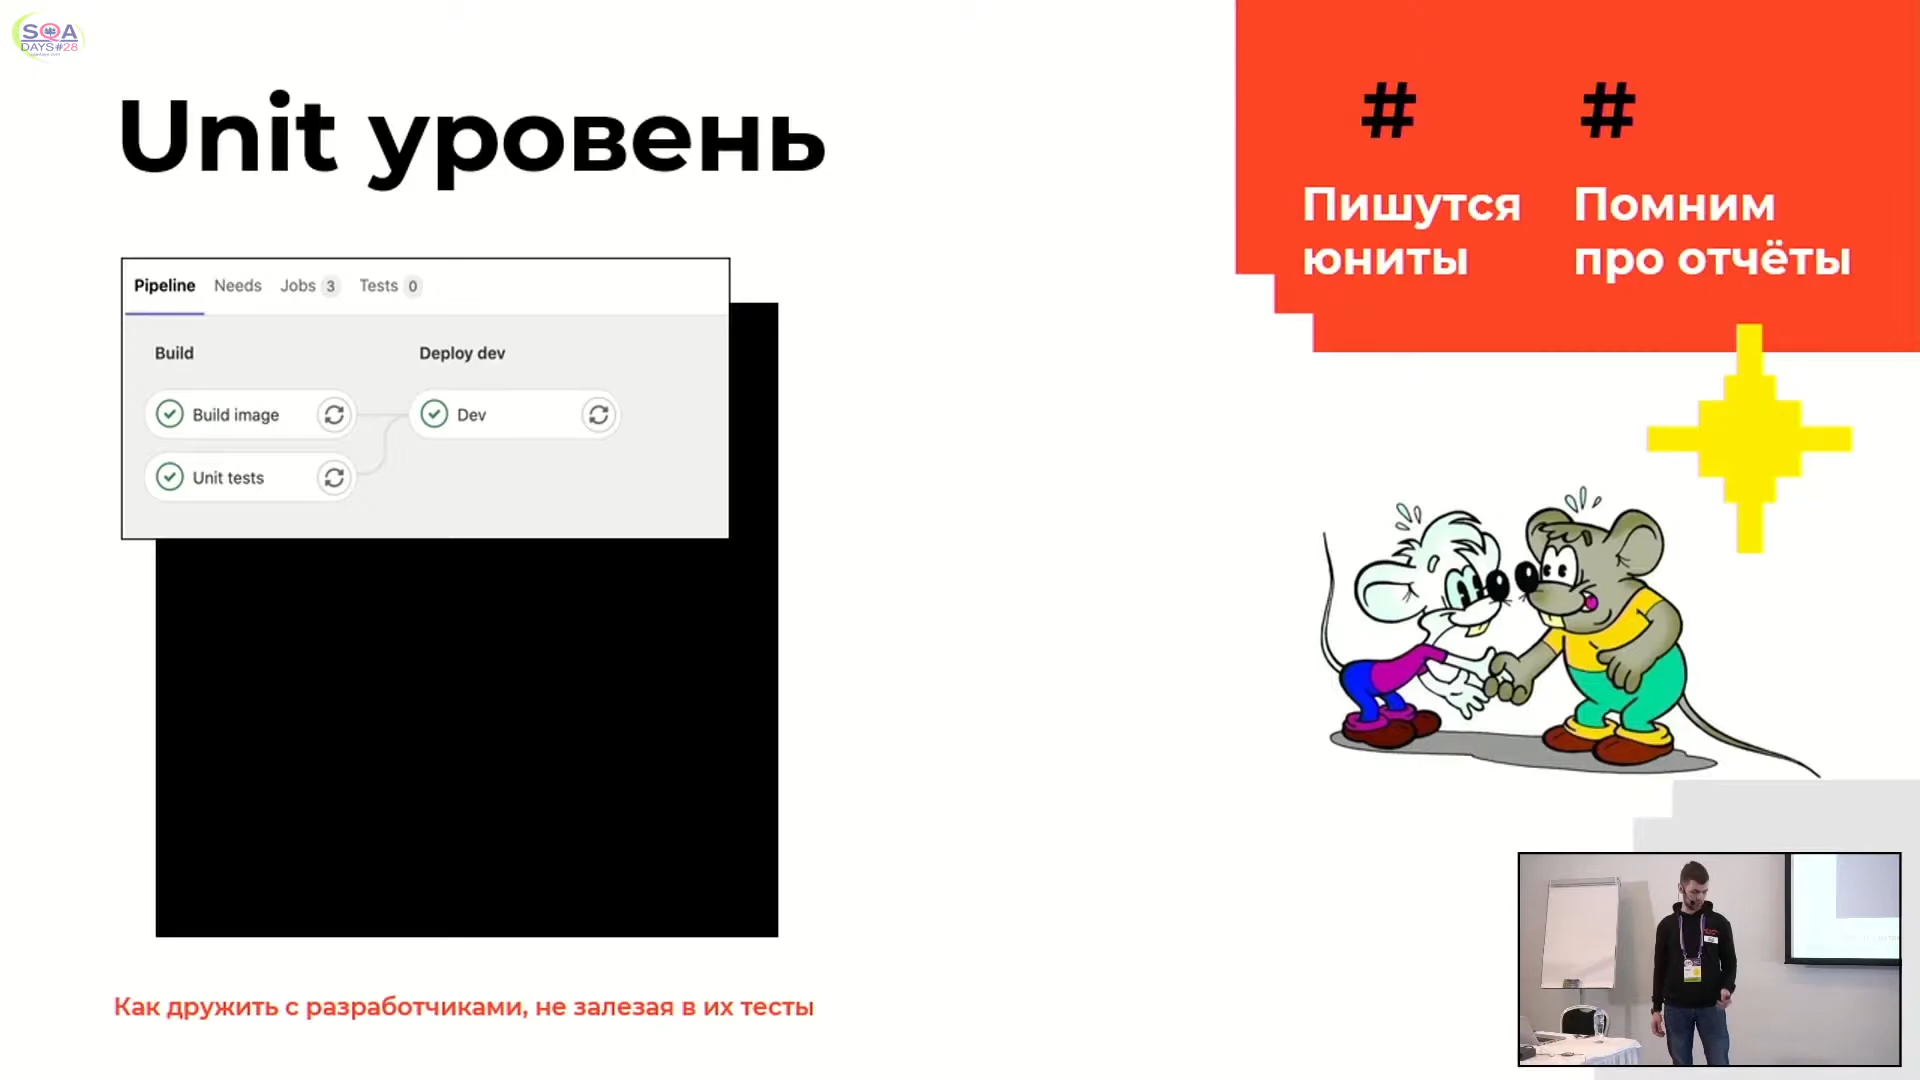 SQA
DAYS#28
Unit уровень
Pipeline Needs Jobs 3 Tests 0
Build Deploy dev
Build image Dev
Unit tests
# #
Пишутся
юниты
Помним
про отчёты
Как дружить с разработчиками, не залезая в их тесты